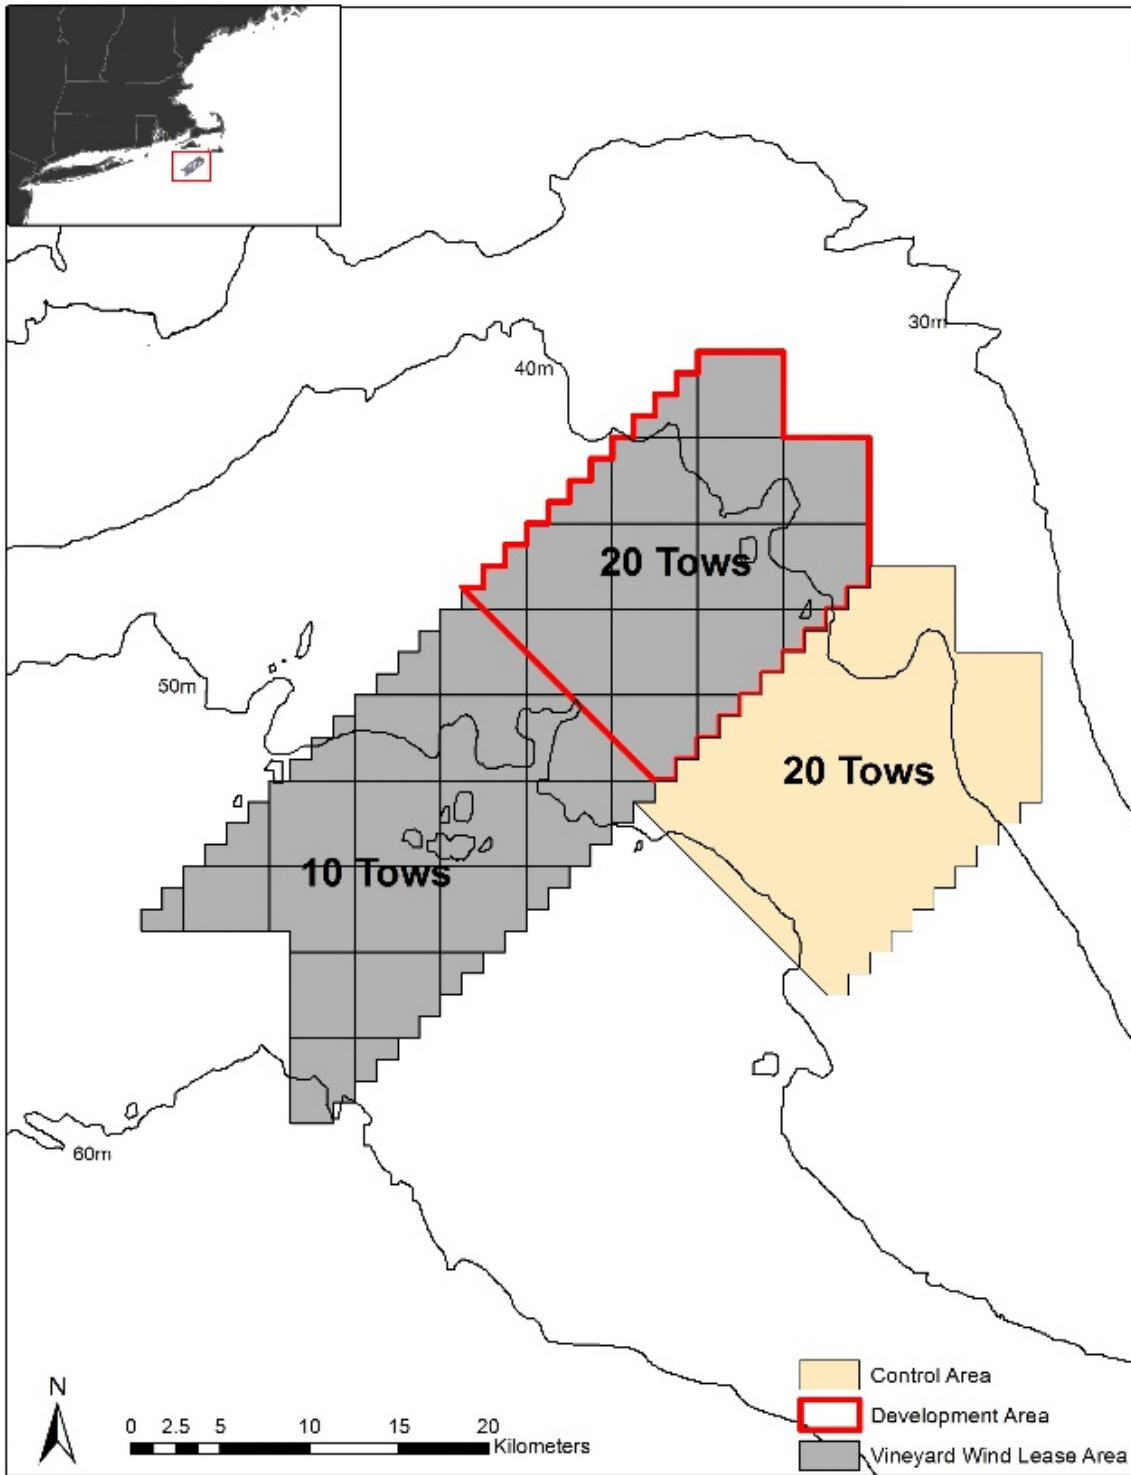 30m
40m
20 Tows
50m
20 Tows
10 Tows
60m
N
0 2.5 5 10 15 20
Kilometers
Control Area
Development Area
Vineyard Wind Lease Area